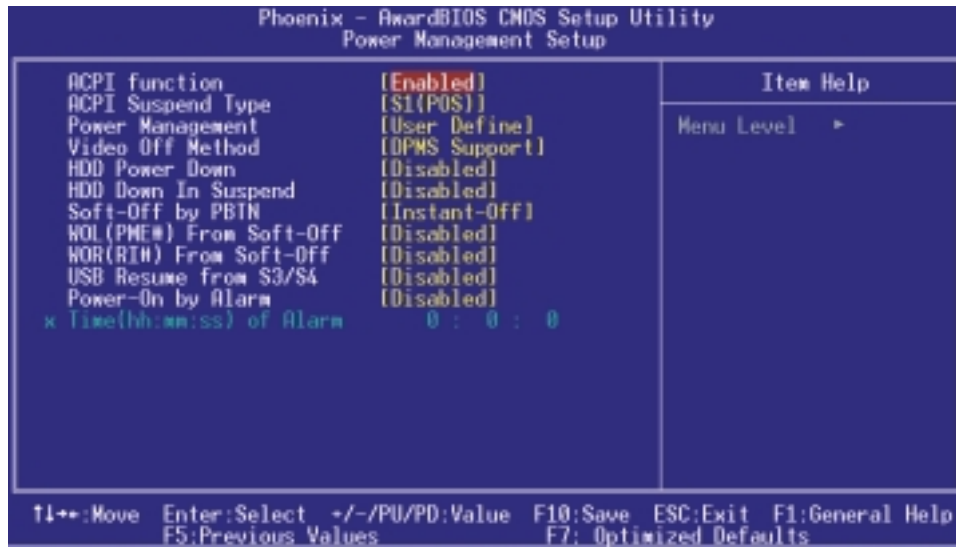 Phoenix - AwardBIOS CMOS Setup Utility
Power Management Setup
ACPI function [Enabled]
ACPI Suspend Type [S1(POS)]
Power Management [User Define]
Video Off Method [DPMS Support]
HDD Power Down [Disabled]
HDD Down In Suspend [Disabled]
Soft-Off by PBTN [Instant-Off]
WOL(PME#) From Soft-Off [Disabled]
WOR(RI#) From Soft-Off [Disabled]
USB Resume from S3/S4 [Disabled]
Power-On by Alarm [Disabled]
x Time(hh:mm:ss) of Alarm 0 : 0 : 0
Item Help
Menu Level ►
↑↓→←:Move Enter:Select +/-/PU/PD:Value F10:Save ESC:Exit F1:General Help
F5:Previous Values F7: Optimized Defaults